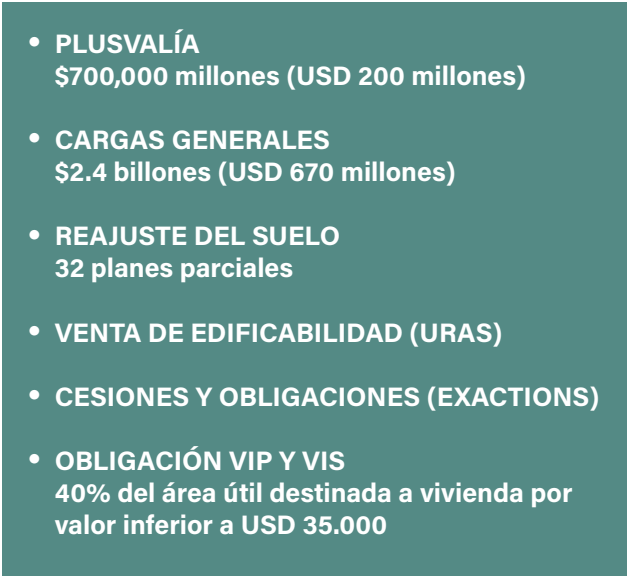 • PLUSVALÍA
$700,000 millones (USD 200 millones)
• CARGAS GENERALES
$2.4 billones (USD 670 millones)
• REAJUSTE DEL SUELO
32 planes parciales
• VENTA DE EDIFICABILIDAD (URAS)
• CESIONES Y OBLIGACIONES (EXACTIONS)
• OBLIGACIÓN VIP Y VIS
40% del área útil destinada a vivienda por
valor inferior a USD 35.000